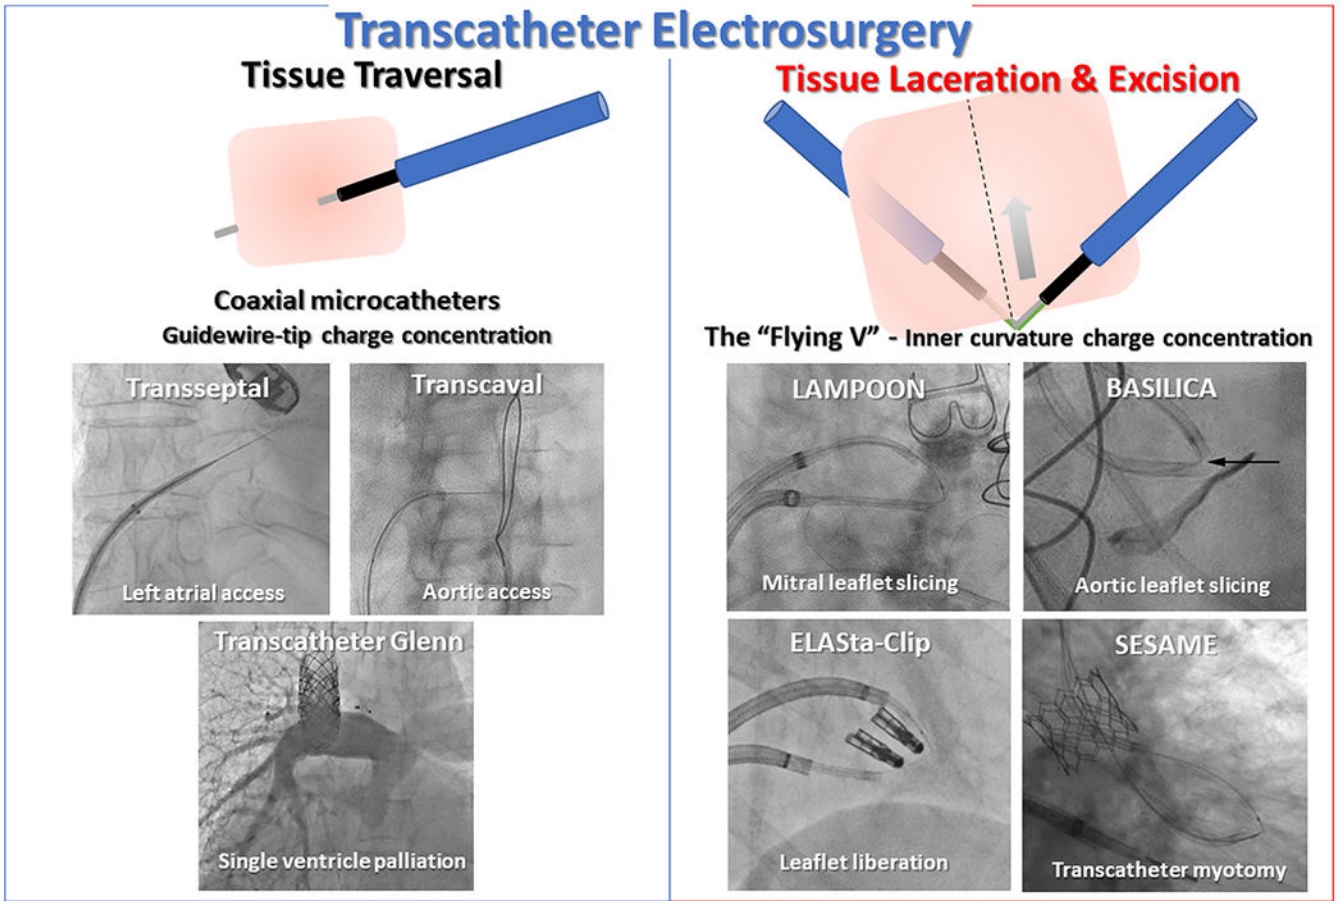 Transcatheter Electrosurgery
Tissue Traversal
Coaxial microcatheters
Guidewire-tip charge concentration
Transseptal
Left atrial access
Transcaval
Aortic access
Transcatheter Glenn
Single ventricle palliation
Tissue Laceration & Excision
The “Flying V” - Inner curvature charge concentration
LAMPOON
Mitral leaflet slicing
BASILICA
Aortic leaflet slicing
ELASta-Clip
Leaflet liberation
SESAME
Transcatheter myotomy